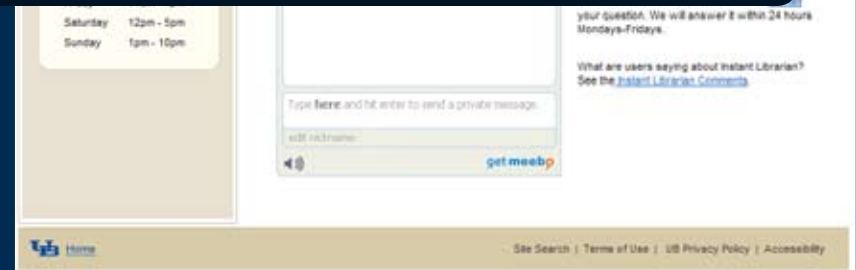 Saturday 12pm - 5pm
Sunday 1pm - 10pm
Type here and hit enter to send a private message.
edit nickname
get meebo
your question. We will answer it within 24 hours
Mondays-Fridays.
What are users saying about Instant Librarian?
See the Instant Librarian Comments.
UB Home
Site Search | Terms of Use | UB Privacy Policy | Accessibility